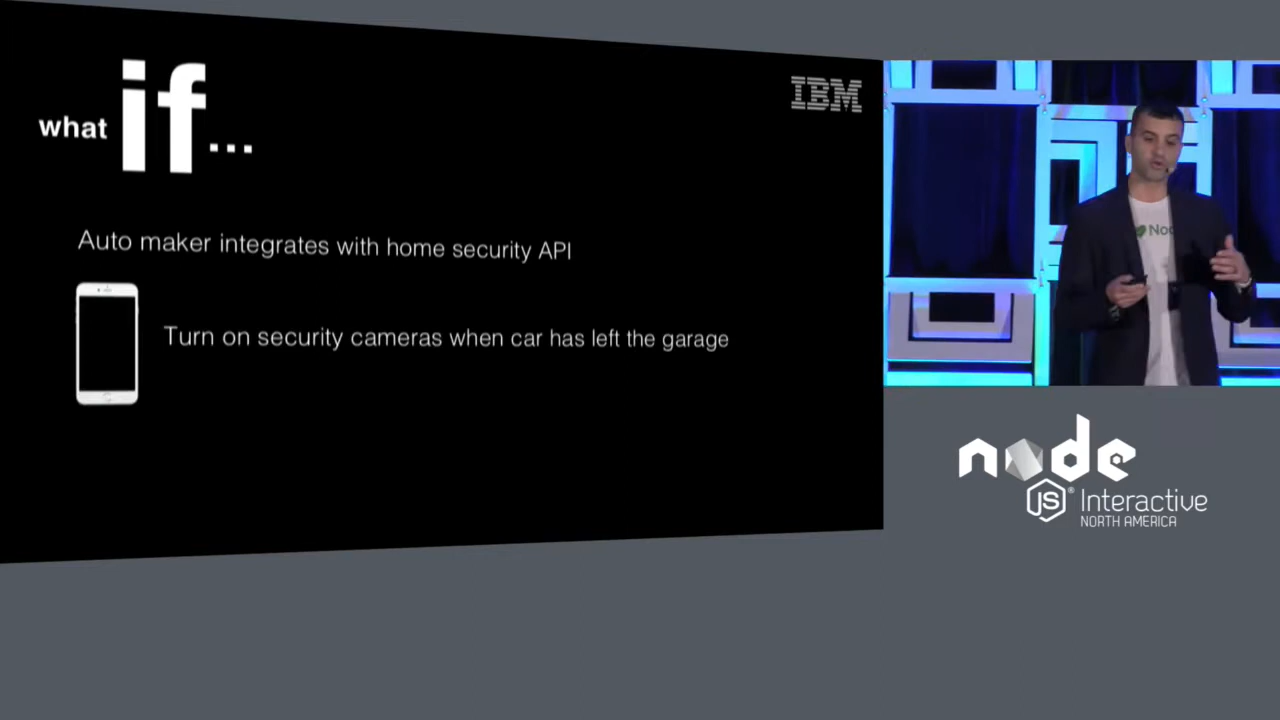 what if...
IBM
Auto maker integrates with home security API
Turn on security cameras when car has left the garage
node
JS® Interactive
NORTH AMERICA